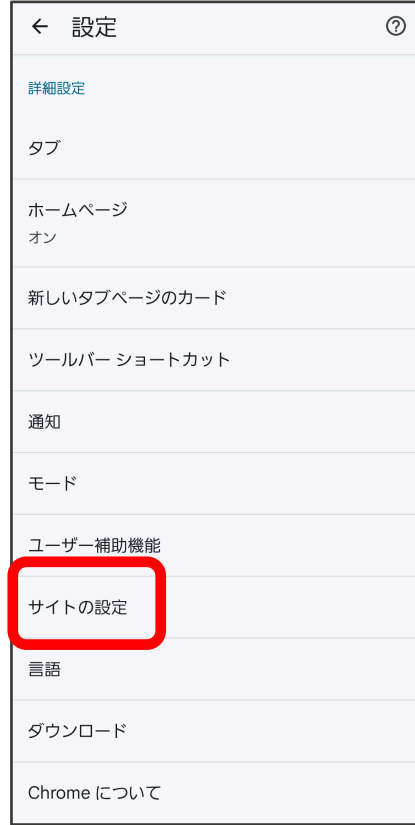 設定
詳細設定
タブ
ホームページ
オン
新しいタブページのカード
ツールバー ショートカット
通知
モード
ユーザー補助機能
サイトの設定
言語
ダウンロード
Chrome について